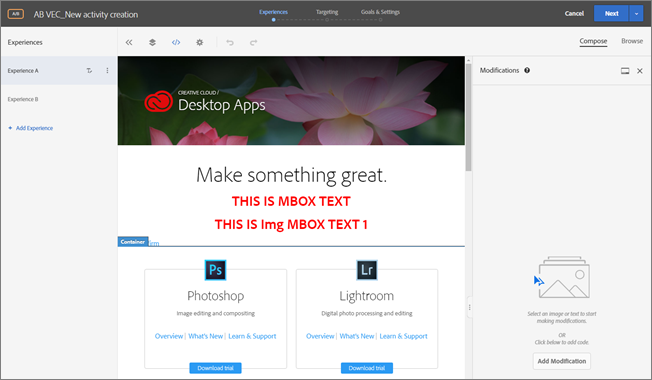 A/B
AB VEC_New activity creation
Experiences
Targeting
Goals & Settings
Cancel
Next
Experiences
Compose
Browse
Experience A
Experience B
+ Add Experience
CREATIVE CLOUD /
Desktop Apps
Make something great.
THIS IS MBOX TEXT
THIS IS Img MBOX TEXT 1
Container
Ps
Photoshop
Image editing and compositing
Overview | What's New | Learn & Support
Download trial
Lr
Lightroom
Digital photo processing and editing
Overview | What's New | Learn & Support
Download trial
Modifications
Select an image or text to start
making modifications.
OR
Click below to add code.
Add Modification